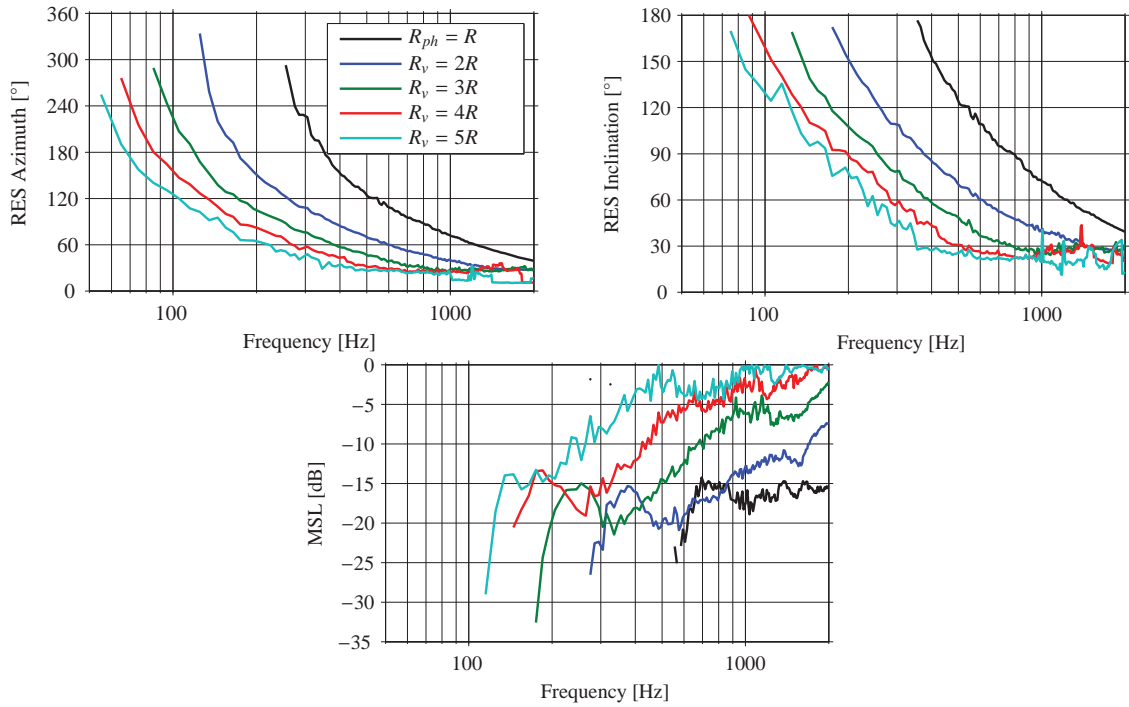 360
300
240
180
120
60
0
RES Azimuth [°]
100
1000
Frequency [Hz]
R_ph = R
R_v = 2R
R_v = 3R
R_v = 4R
R_v = 5R
180
150
120
90
60
30
0
RES Inclination [°]
100
1000
Frequency [Hz]
0
−5
−10
−15
−20
−25
−30
−35
MSL [dB]
100
1000
Frequency [Hz]